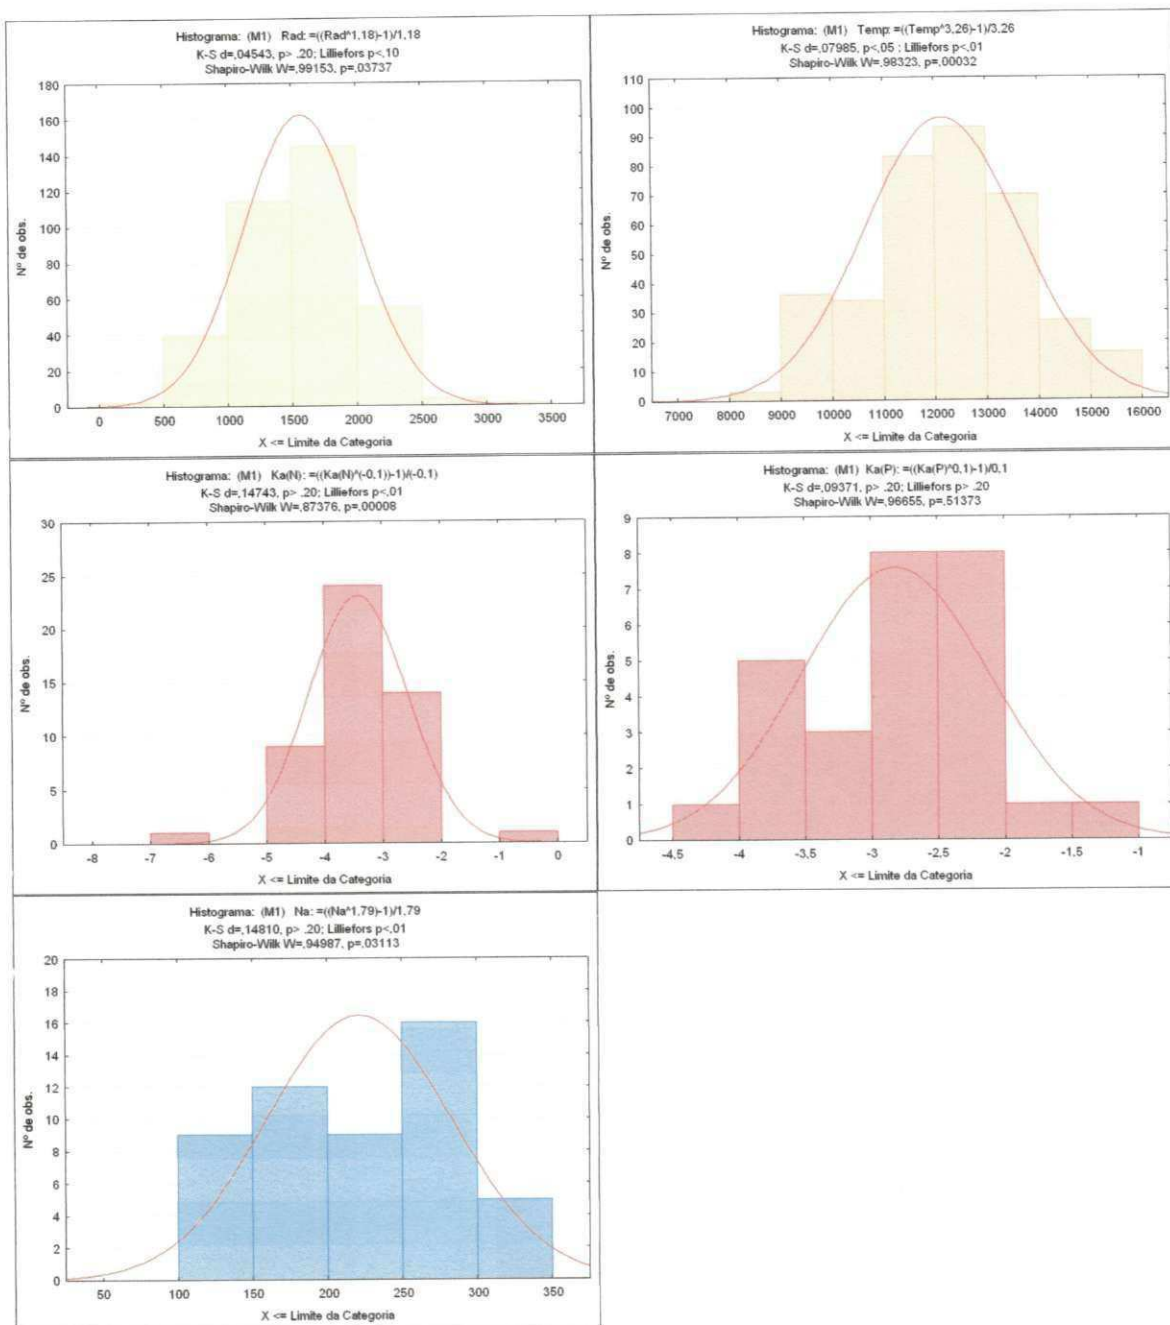 Histograma: (M1) Rad: =((Rad^1,18)-1)/1,18
K-S d=,04543, p> .20; Lilliefors p<,10
Shapiro-Wilk W=,99153, p=,03737
180
160
140
120
100
80
60
40
20
0
Nº de obs.
0 500 1000 1500 2000 2500 3000 3500
X <= Limite da Categoria
Histograma: (M1) Temp: =((Temp^3,26)-1)/3,26
K-S d=,07985, p<,05 ; Lilliefors p<,01
Shapiro-Wilk W=,98323, p=,00032
110
100
90
80
70
60
50
40
30
20
10
0
Nº de obs.
7000 8000 9000 10000 11000 12000 13000 14000 15000 16000
X <= Limite da Categoria
Histograma: (M1) Ka(N): =((Ka(N)^(-0,1))-1)/(-0,1)
K-S d=,14743, p> .20; Lilliefors p<,01
Shapiro-Wilk W=,87376, p=,00008
30
25
20
15
10
5
0
Nº de obs.
-8 -7 -6 -5 -4 -3 -2 -1 0
X <= Limite da Categoria
Histograma: (M1) Ka(P): =((Ka(P)^0,1)-1)/0,1
K-S d=,09371, p> .20; Lilliefors p> .20
Shapiro-Wilk W=,96655, p=,51373
9
8
7
6
5
4
3
2
1
0
Nº de obs.
-4,5 -4 -3,5 -3 -2,5 -2 -1,5 -1
X <= Limite da Categoria
Histograma: (M1) Na: =((Na^1,79)-1)/1,79
K-S d=,14810, p> .20; Lilliefors p<,01
Shapiro-Wilk W=,94987, p=,03113
20
18
16
14
12
10
8
6
4
2
0
Nº de obs.
50 100 150 200 250 300 350
X <= Limite da Categoria